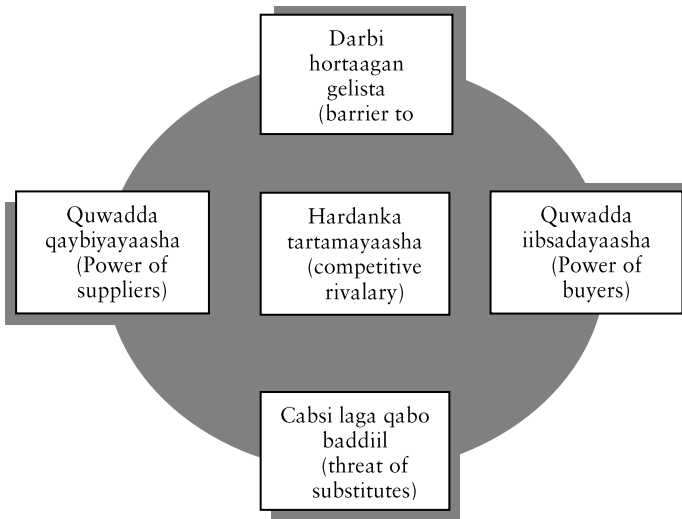 Darbi
hortaagan
gelista
(barrier to
Quwadda
qaybiyayaasha
(Power of
suppliers)
Hardanka
tartamayaasha
(competitive
rivalary)
Quwadda
iibsadayaasha
(Power of
buyers)
Cabsi laga qabo
baddiil
(threat of
substitutes)